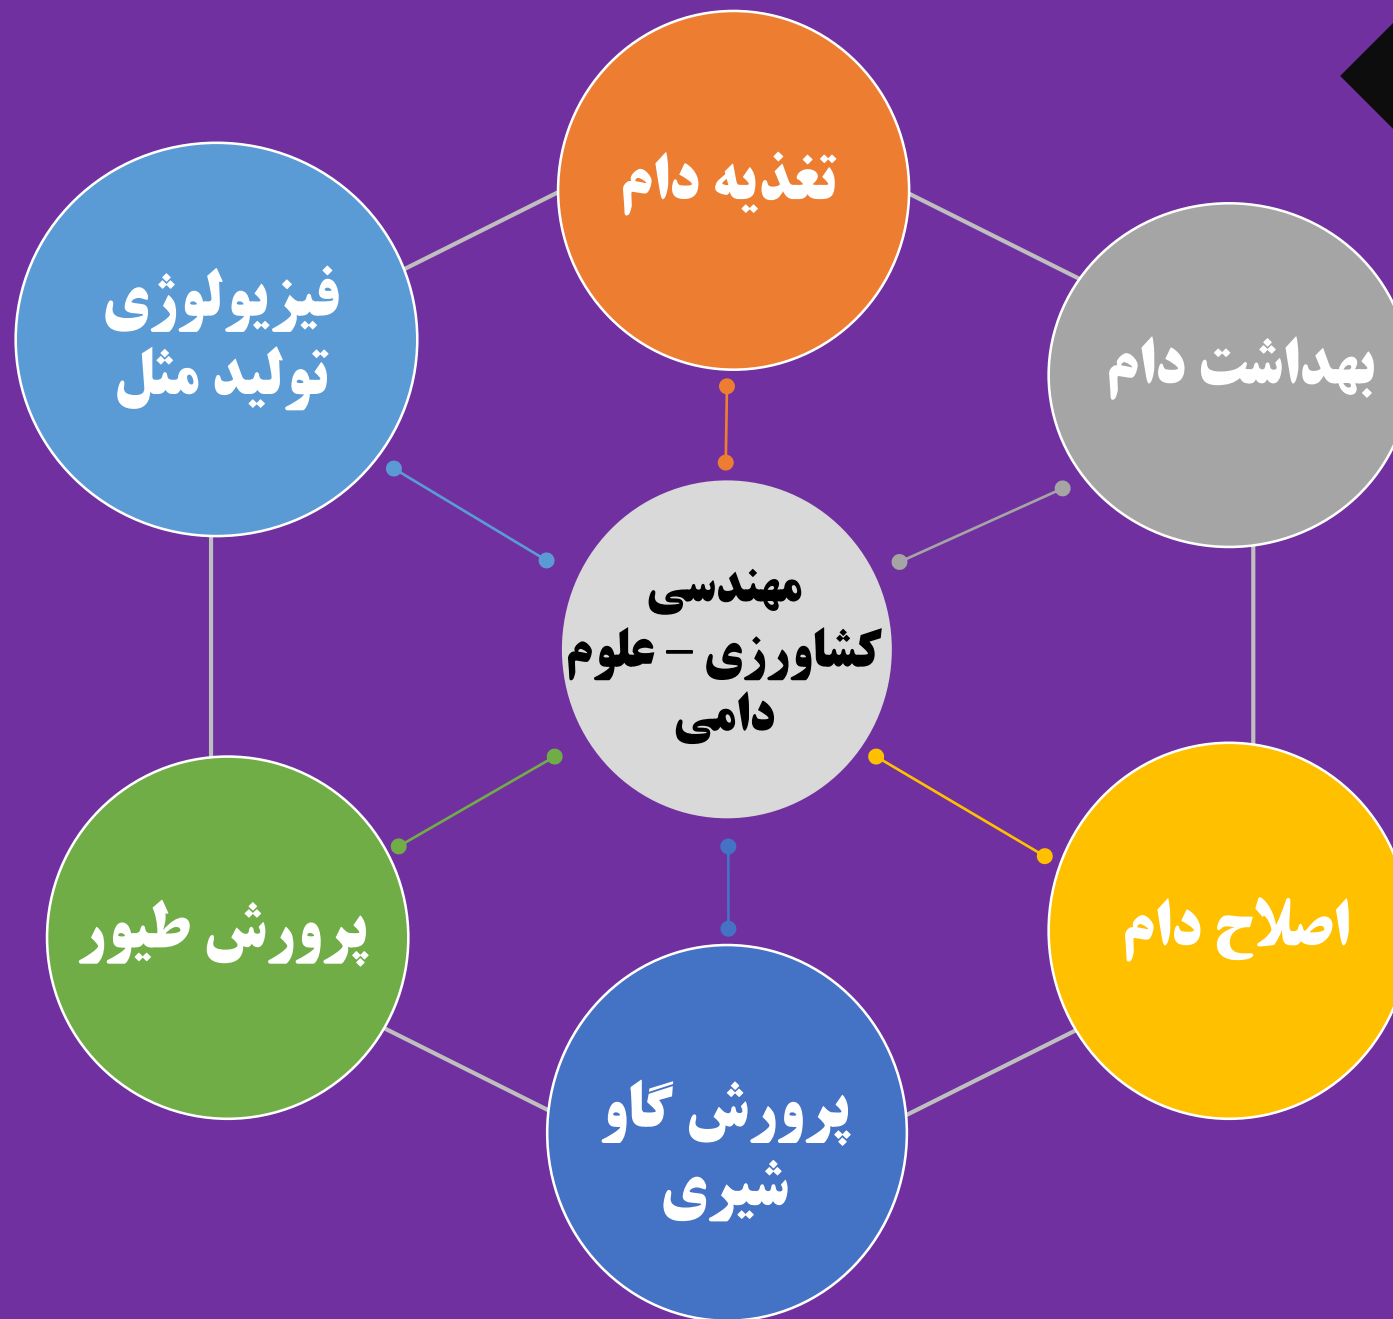 تغذیه دام
بهداشت دام
فیزیولوژی
تولید مثل
مهندسی
کشاورزی – علوم
دامی
اصلاح دام
پرورش طیور
پرورش گاو
شیری